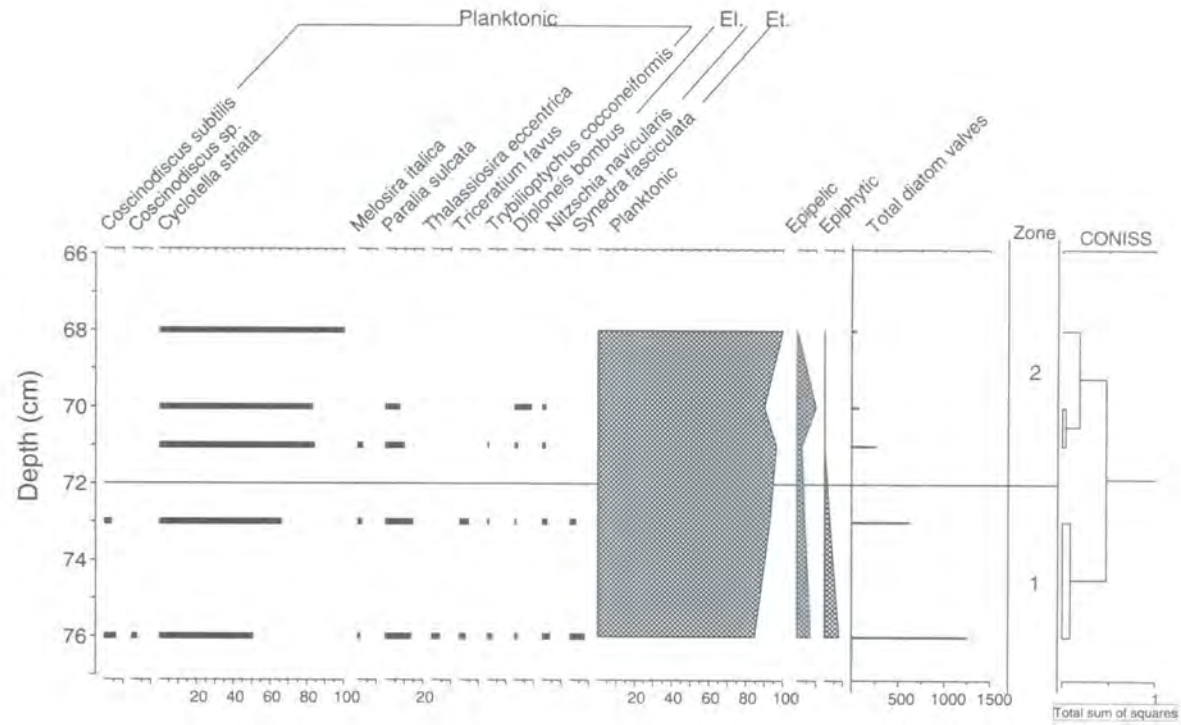 Planktonic El. Et.
Coscinodiscus subtilis
Coscinodiscus sp.
Cyclotella striata
Melosira italica
Paralia sulcata
Thalassiosira eccentrica
Triceratium favus
Tryblioptychus cocconeiformis
Diploneis bombus
Nitzschia navicularis
Synedra fasciculata
Planktonic
Epipelic
Epiphytic
Total diatom valves
Zone
CONISS
Depth (cm)
66
68
70
72
74
76
2
1
20 40 60 80 100 20 20 40 60 80 100 500 1000 1500 1
Total sum of squares